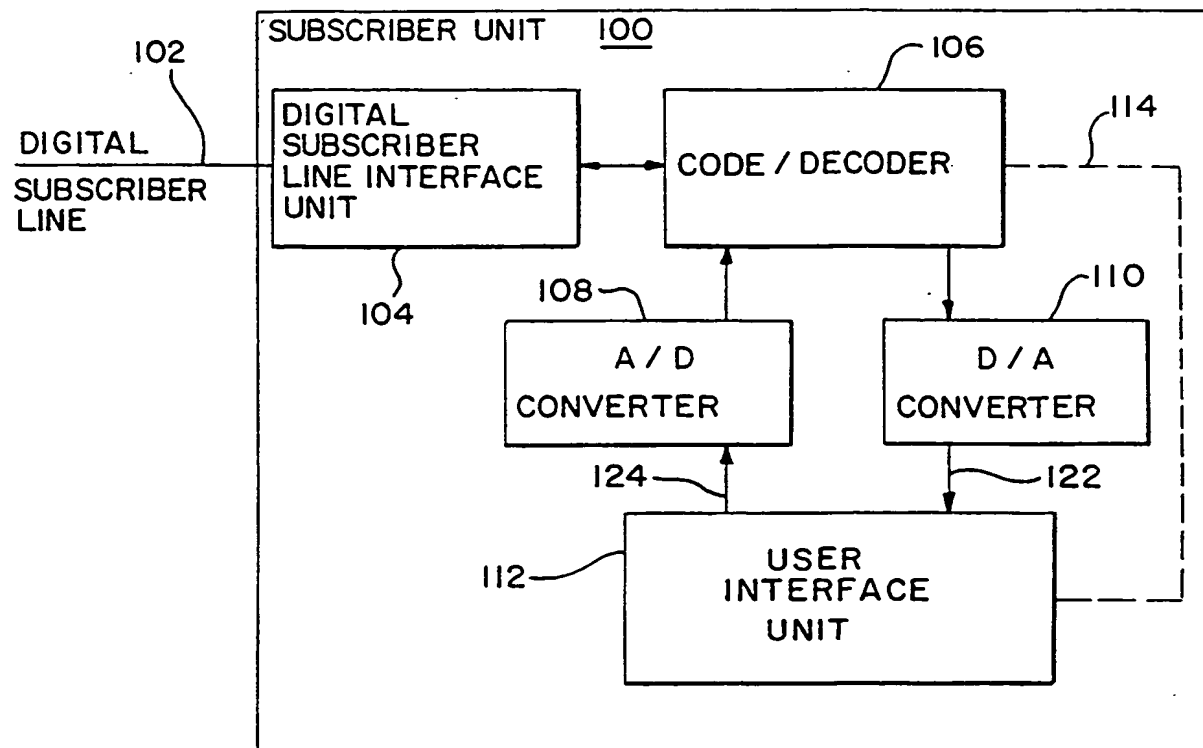 SUBSCRIBER UNIT 100
102
106
114
DIGITAL
SUBSCRIBER
LINE
DIGITAL
SUBSCRIBER
LINE INTERFACE
UNIT
CODE / DECODER
104
108
110
A / D
CONVERTER
D / A
CONVERTER
124
122
112
USER
INTERFACE
UNIT